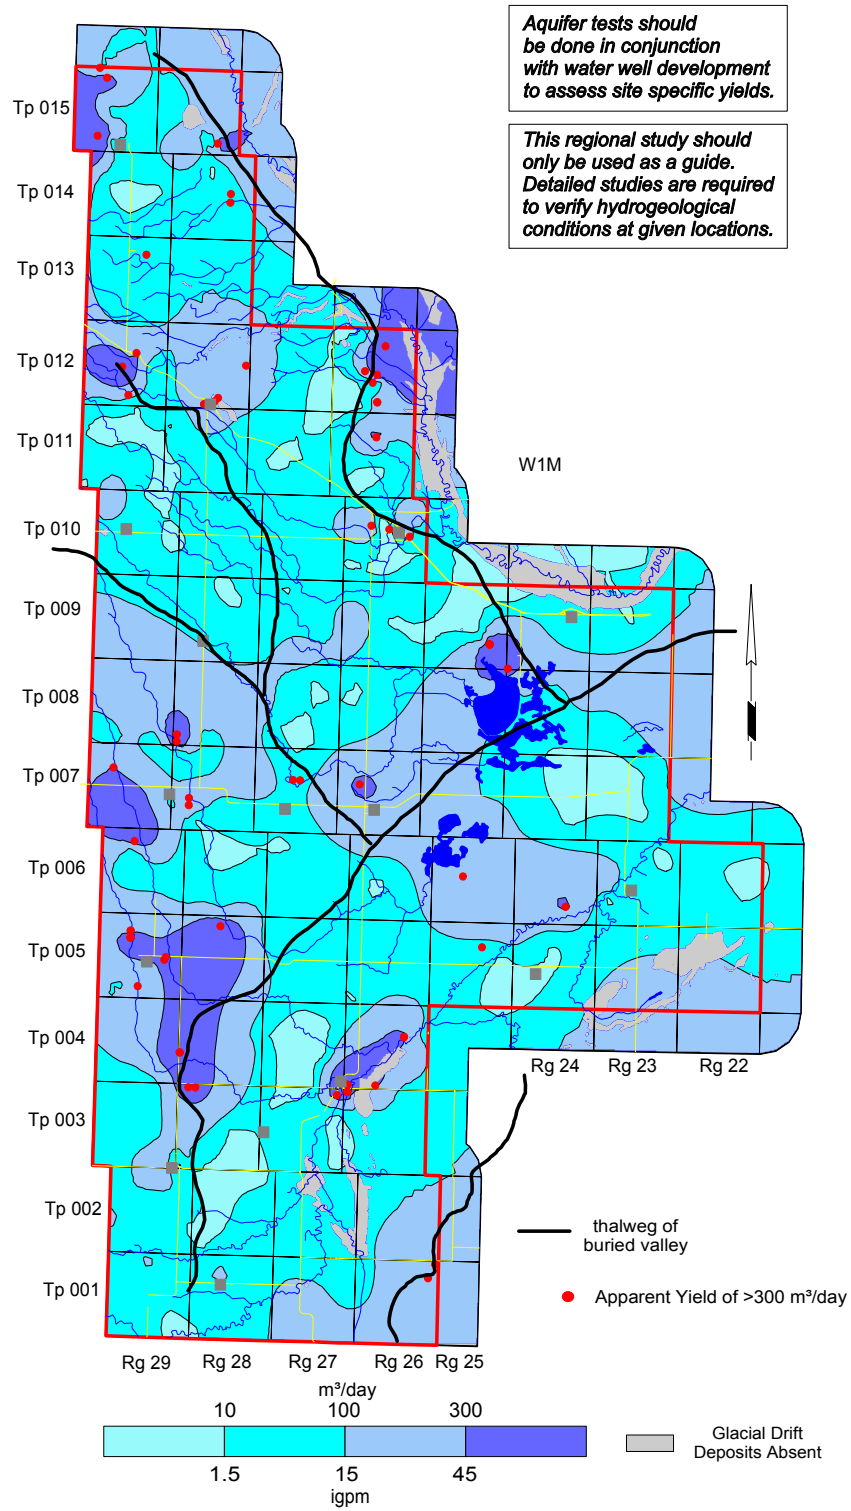 Aquifer tests should
be done in conjunction
with water well development
to assess site specific yields.
This regional study should
only be used as a guide.
Detailed studies are required
to verify hydrogeological
conditions at given locations.
Tp 015
Tp 014
Tp 013
Tp 012
Tp 011
W1M
Tp 010
Tp 009
Tp 008
Tp 007
Tp 006
Tp 005
Tp 004
Rg 24
Rg 23
Rg 22
Tp 003
Tp 002
thalweg of
buried valley
Tp 001
Apparent Yield of >300 m³/day
Rg 29
Rg 28
Rg 27
Rg 26
Rg 25
m³/day
10
100
300
1.5
15
45
igpm
Glacial Drift
Deposits Absent